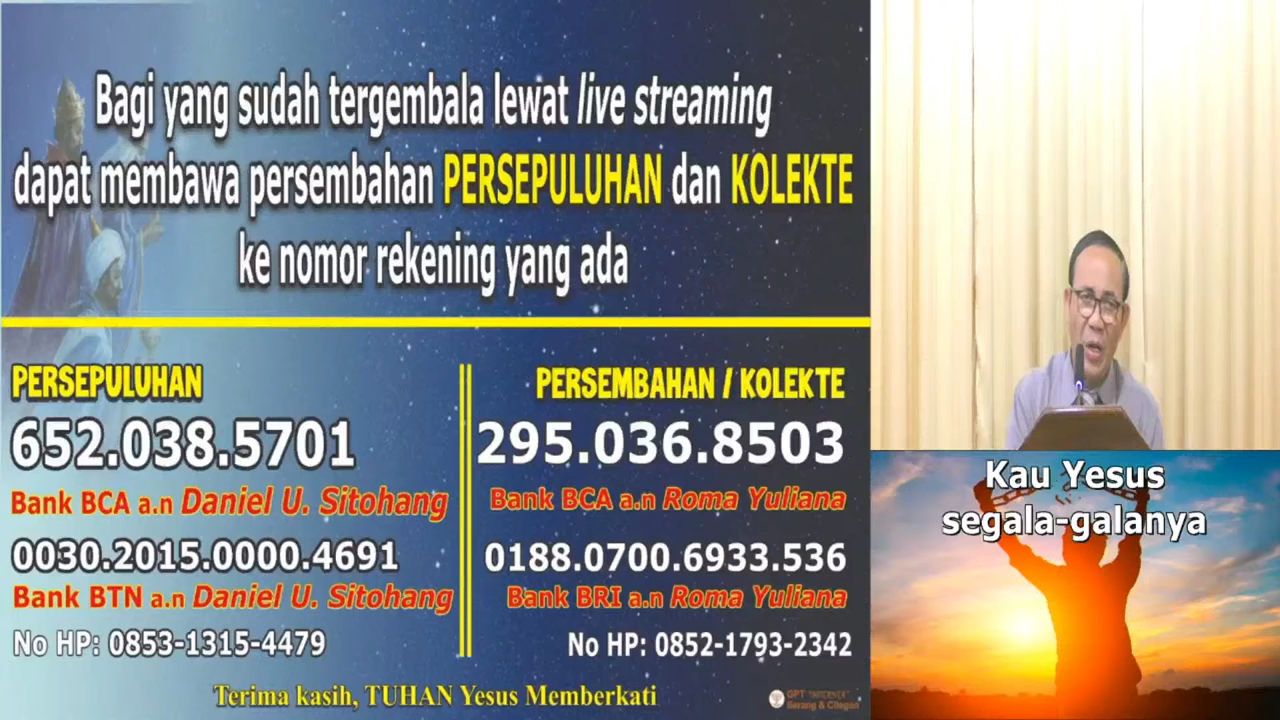 Bagi yang sudah tergembala lewat live streaming
dapat membawa persembahan PERSEPULUHAN dan KOLEKTE
ke nomor rekening yang ada
PERSEPULUHAN
652.038.5701
Bank BCA a.n Daniel U. Sitohang
0030.2015.0000.4691
Bank BTN a.n Daniel U. Sitohang
No HP: 0853-1315-4479
PERSEMBAHAN / KOLEKTE
295.036.8503
Bank BCA a.n Roma Yuliana
0188.0700.6933.536
Bank BRI a.n Roma Yuliana
No HP: 0852-1793-2342
Terima kasih, TUHAN Yesus Memberkati
GPT
Serang & Cilegon
Kau Yesus
segala-galanya